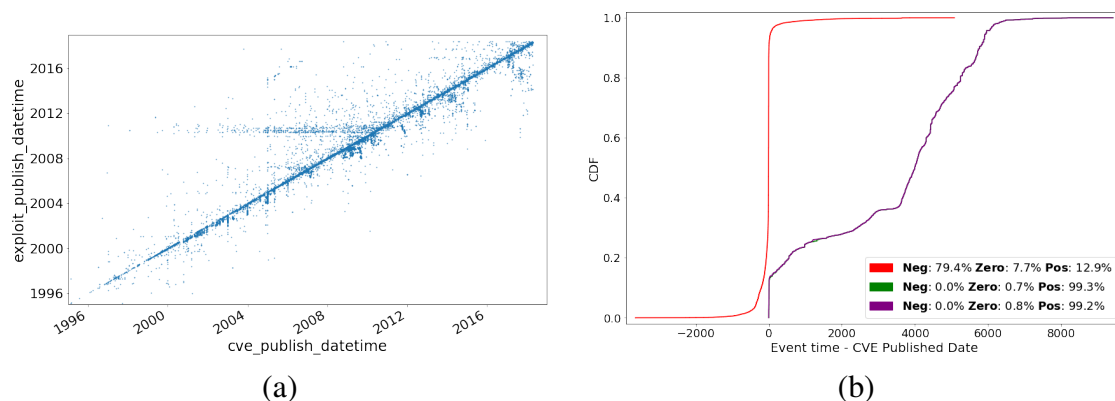 2016
2012
2008
2004
2000
1996
exploit_publish_datetime
1996
2000
2004
2008
2012
2016
cve_publish_datetime
(a)
1.0
0.8
0.6
0.4
0.2
0.0
CDF
Neg: 79.4% Zero: 7.7% Pos: 12.9%
Neg: 0.0% Zero: 0.7% Pos: 99.3%
Neg: 0.0% Zero: 0.8% Pos: 99.2%
−2000
0
2000
4000
6000
8000
Event time - CVE Published Date
(b)